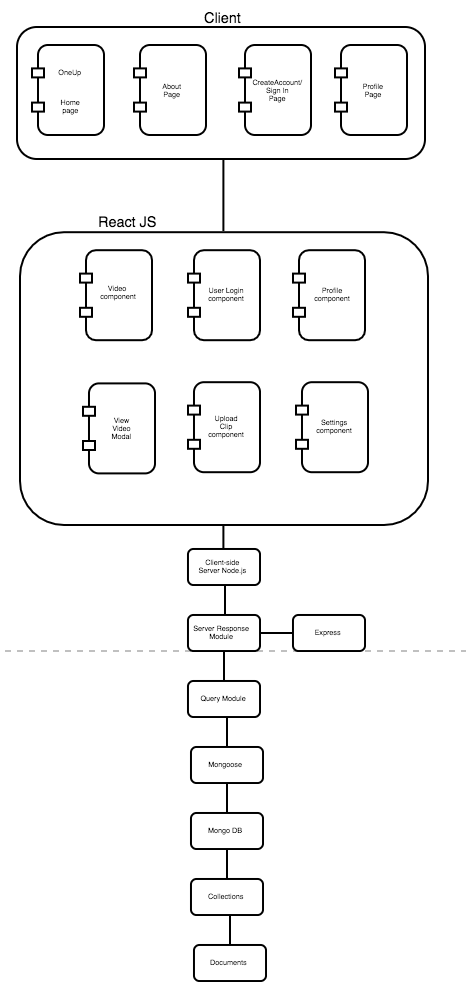 Client
OneUp
Home
page
About
Page
CreateAccount/
Sign In
Page
Profile
Page
React JS
Video
component
User Login
component
Profile
component
View
Video
Modal
Upload
Clip
component
Settings
component
Client-side
Server Node.js
Server Response
Module
Express
Query Module
Mongoose
Mongo DB
Collections
Documents